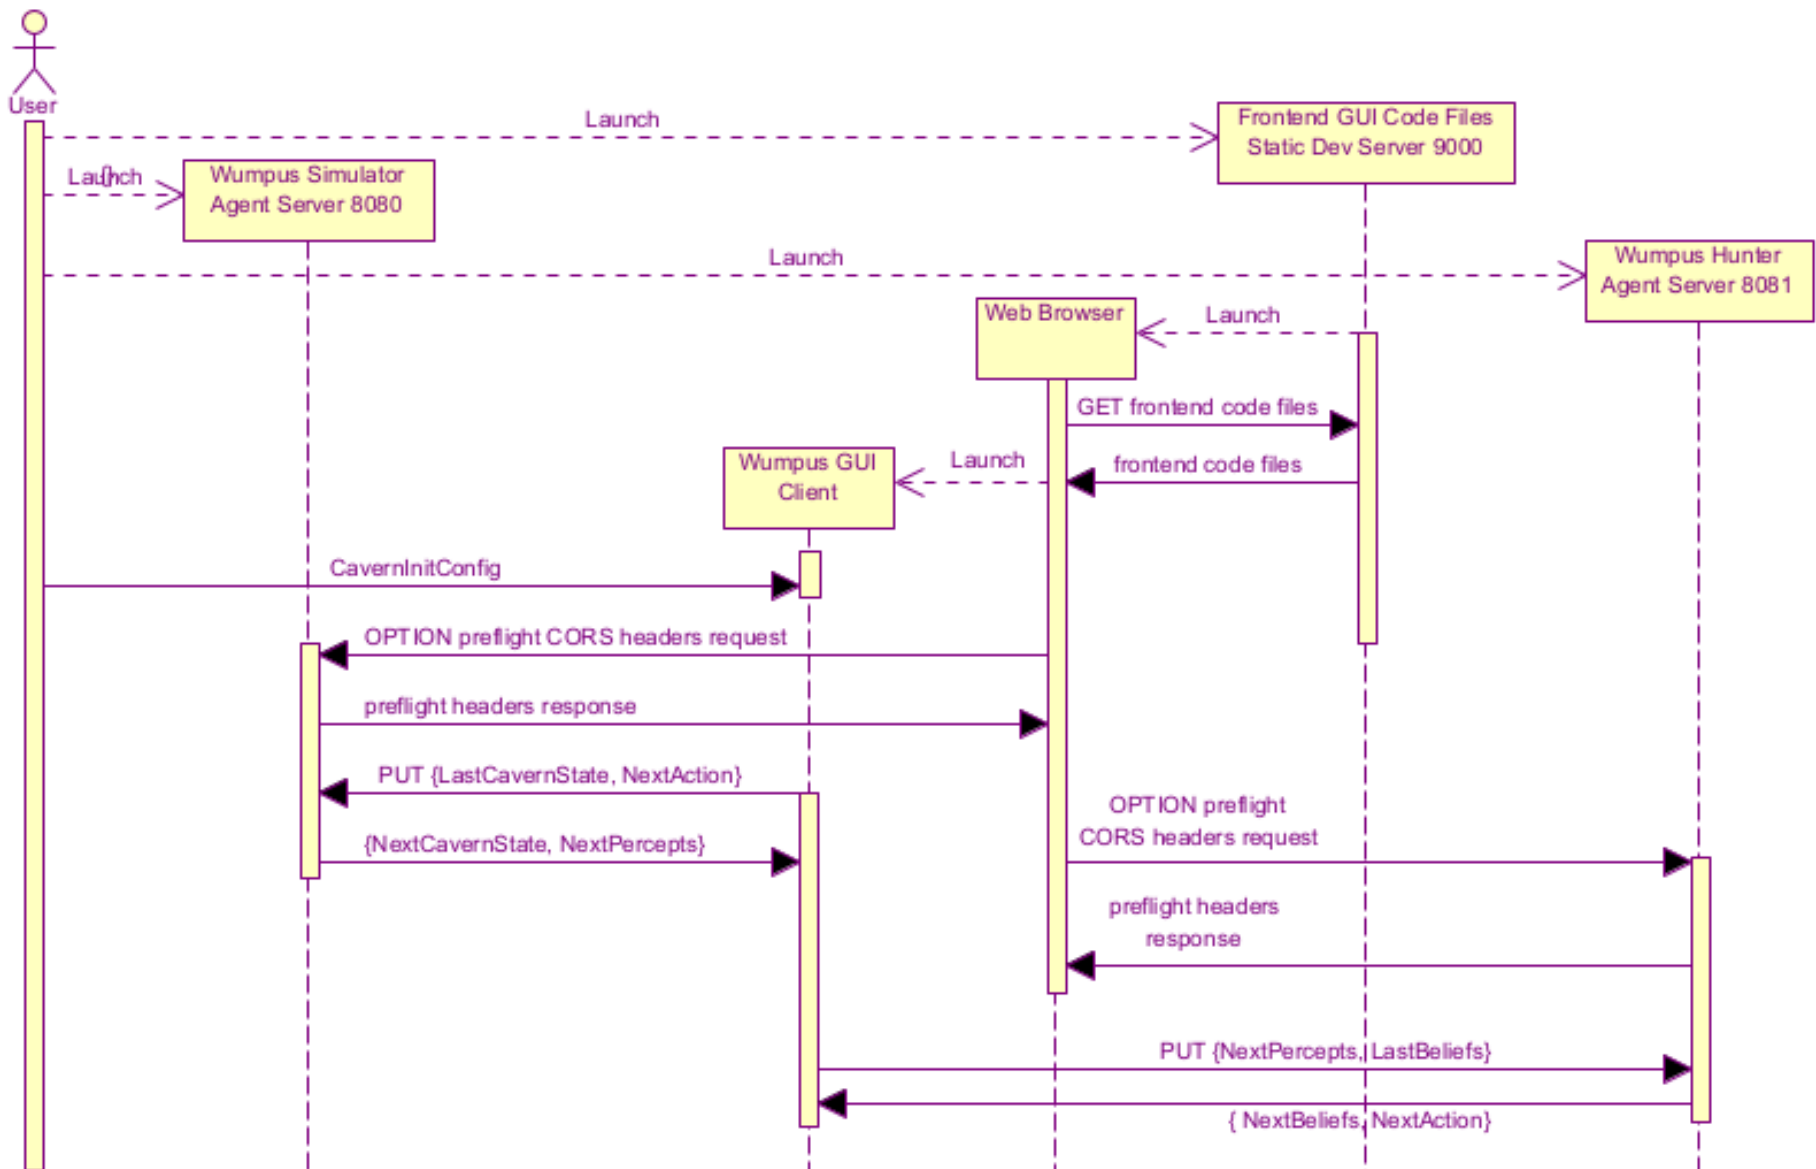 User
Launch
Frontend GUI Code Files
Static Dev Server 9000
Launch
{}
Wumpus Simulator
Agent Server 8080
Launch
Wumpus Hunter
Agent Server 8081
Web Browser
Launch
GET frontend code files
Wumpus GUI
Client
Launch
frontend code files
CavernInitConfig
OPTION preflight CORS headers request
preflight headers response
PUT {LastCavernState, NextAction}
OPTION preflight
CORS headers request
{NextCavernState, NextPercepts}
preflight headers
response
PUT {NextPercepts, LastBeliefs}
{ NextBeliefs, NextAction}